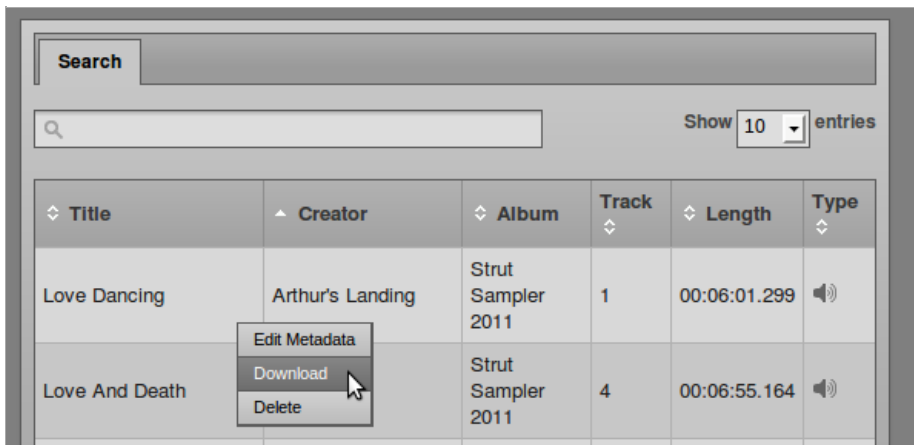 Search
Show 10 entries
Title Creator Album Track Length Type
Love Dancing Arthur's Landing Strut Sampler 2011 1 00:06:01.299
Edit Metadata
Download
Delete
Love And Death Strut Sampler 2011 4 00:06:55.164